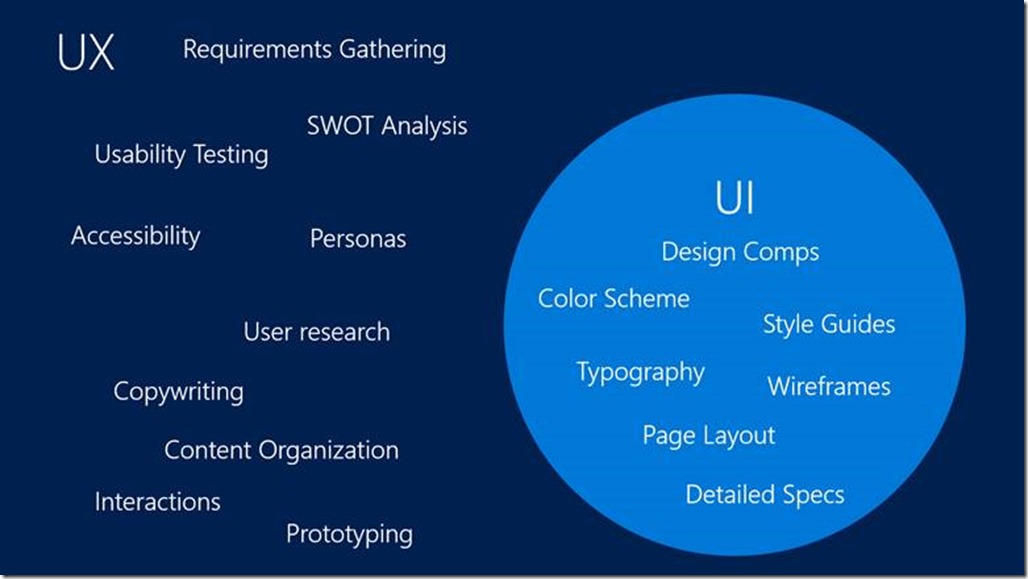 UX
Requirements Gathering
SWOT Analysis
Usability Testing
Accessibility
Personas
User research
Copywriting
Content Organization
Interactions
Prototyping
UI
Design Comps
Color Scheme
Style Guides
Typography
Wireframes
Page Layout
Detailed Specs